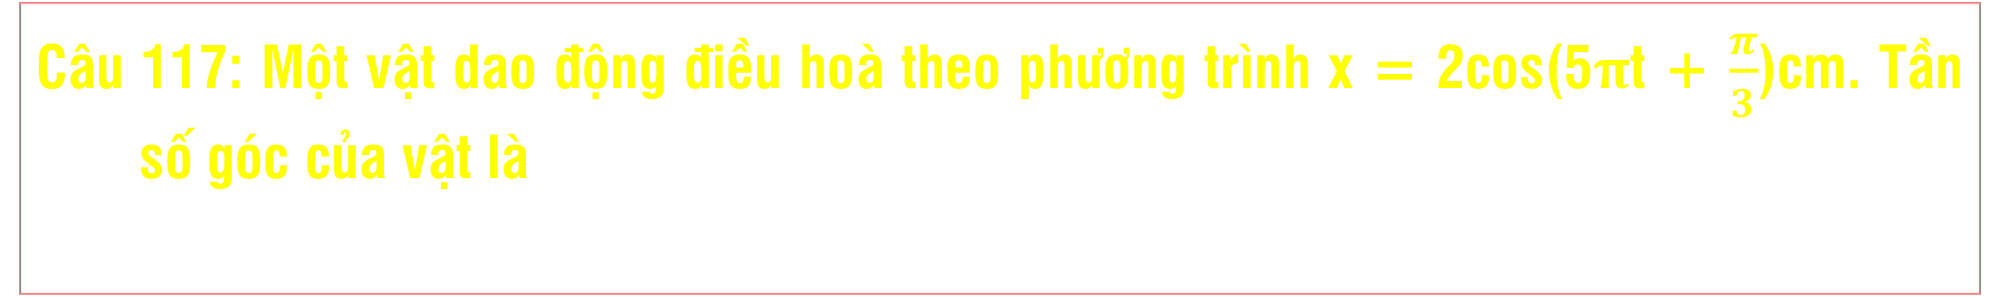 Câu 117: Một vật dao động điều hoà theo phương trình x = 2cos(5πt + π/3)cm. Tần
số góc của vật là